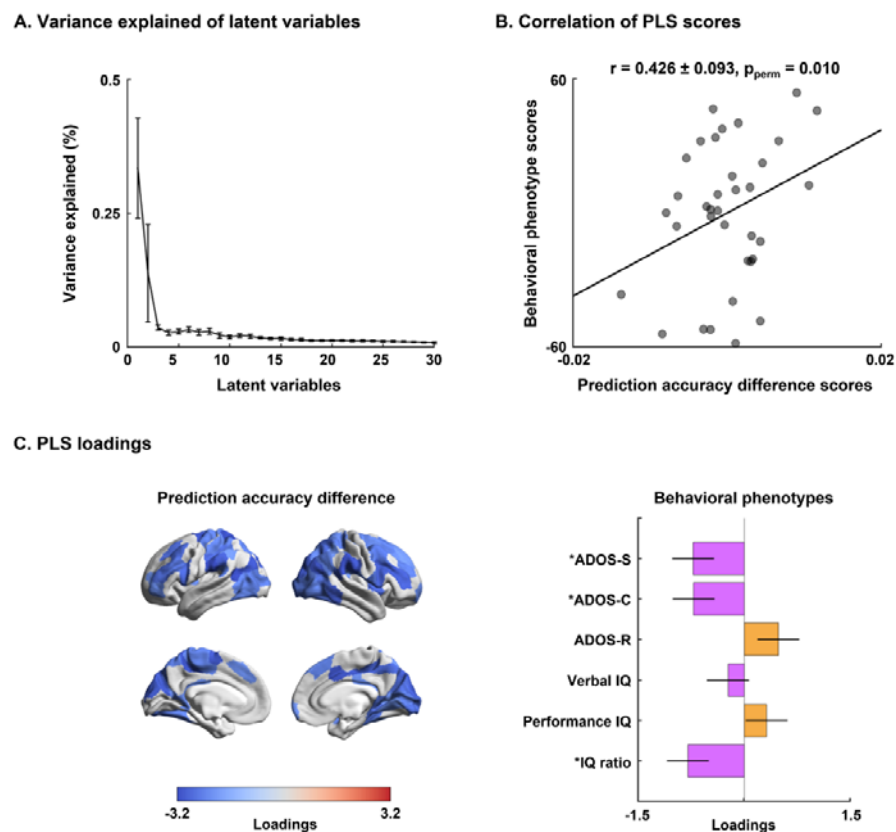 A. Variance explained of latent variables
0.5
0.25
0
Variance explained (%)
0 5 10 15 20 25 30
Latent variables
B. Correlation of PLS scores
r = 0.426 ± 0.093, pperm = 0.010
60
-60
Behavioral phenotype scores
-0.02 0.02
Prediction accuracy difference scores
C. PLS loadings
Prediction accuracy difference
-3.2 3.2
Loadings
Behavioral phenotypes
*ADOS-S
*ADOS-C
ADOS-R
Verbal IQ
Performance IQ
*IQ ratio
-1.5 1.5
Loadings